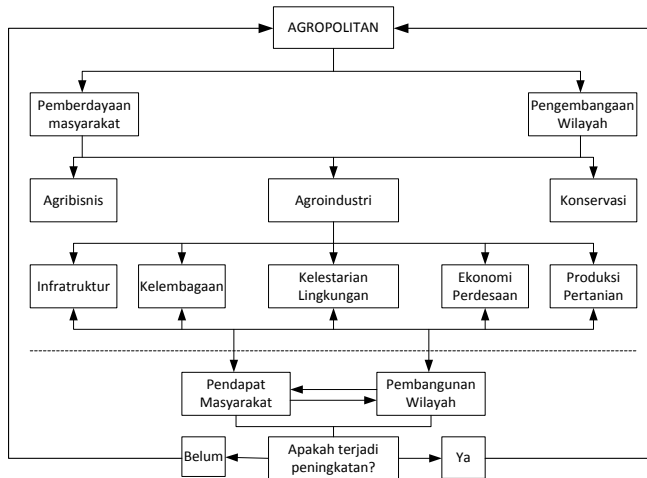 AGROPOLITAN
Pemberdayaan
masyarakat
Pengembangaan
Wilayah
Agribisnis
Agroindustri
Konservasi
Infratruktur
Kelembagaan
Kelestarian
Lingkungan
Ekonomi
Perdesaan
Produksi
Pertanian
Pendapat
Masyarakat
Pembangunan
Wilayah
Belum
Apakah terjadi
peningkatan?
Ya